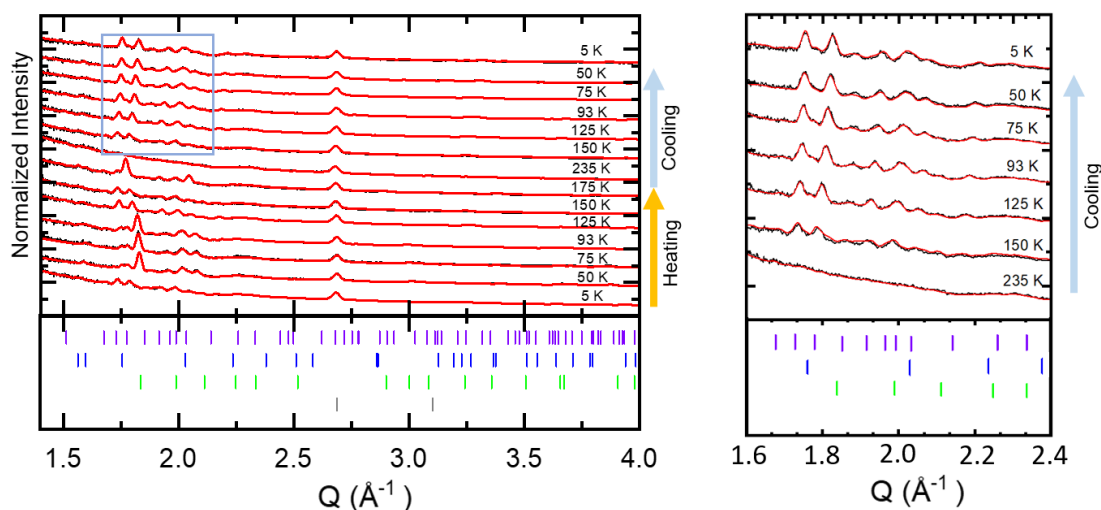 Normalized Intensity
5 K
50 K
75 K
93 K
125 K
150 K
235 K
175 K
150 K
125 K
93 K
75 K
50 K
5 K
Cooling
Heating
1.5 2.0 2.5 3.0 3.5 4.0
Q (Å-1)
5 K
50 K
75 K
93 K
125 K
150 K
235 K
Cooling
1.6 1.8 2.0 2.2 2.4
Q (Å-1)